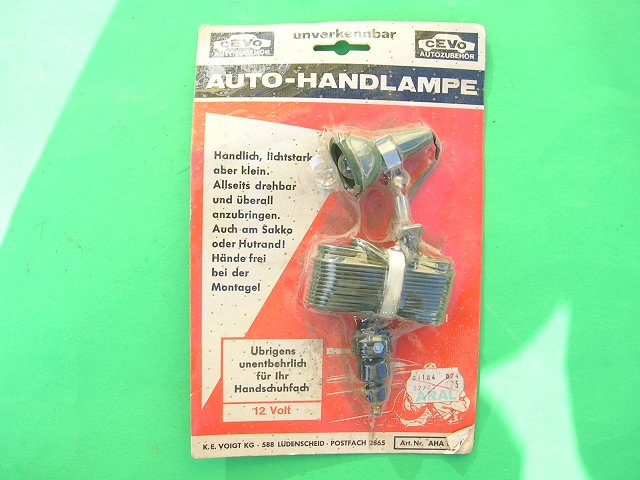 unverkennbar
CEVO
AUTOZUBEHÖR
CEVO
AUTOZUBEHÖR
AUTO-HANDLAMPE
Handlich, lichtstark
aber klein.
Allseits drehbar
und überall
anzubringen.
Auch am Sakko
oder Hutrand!
Hände frei
bei der
Montage!
Übrigens
unentbehrlich
für Ihr
Handschuhfach
12 Volt
ARAL
K.E. VOIGT KG - 588 LÜDENSCHEID - POSTFACH 2865
Art. Nr. AHA